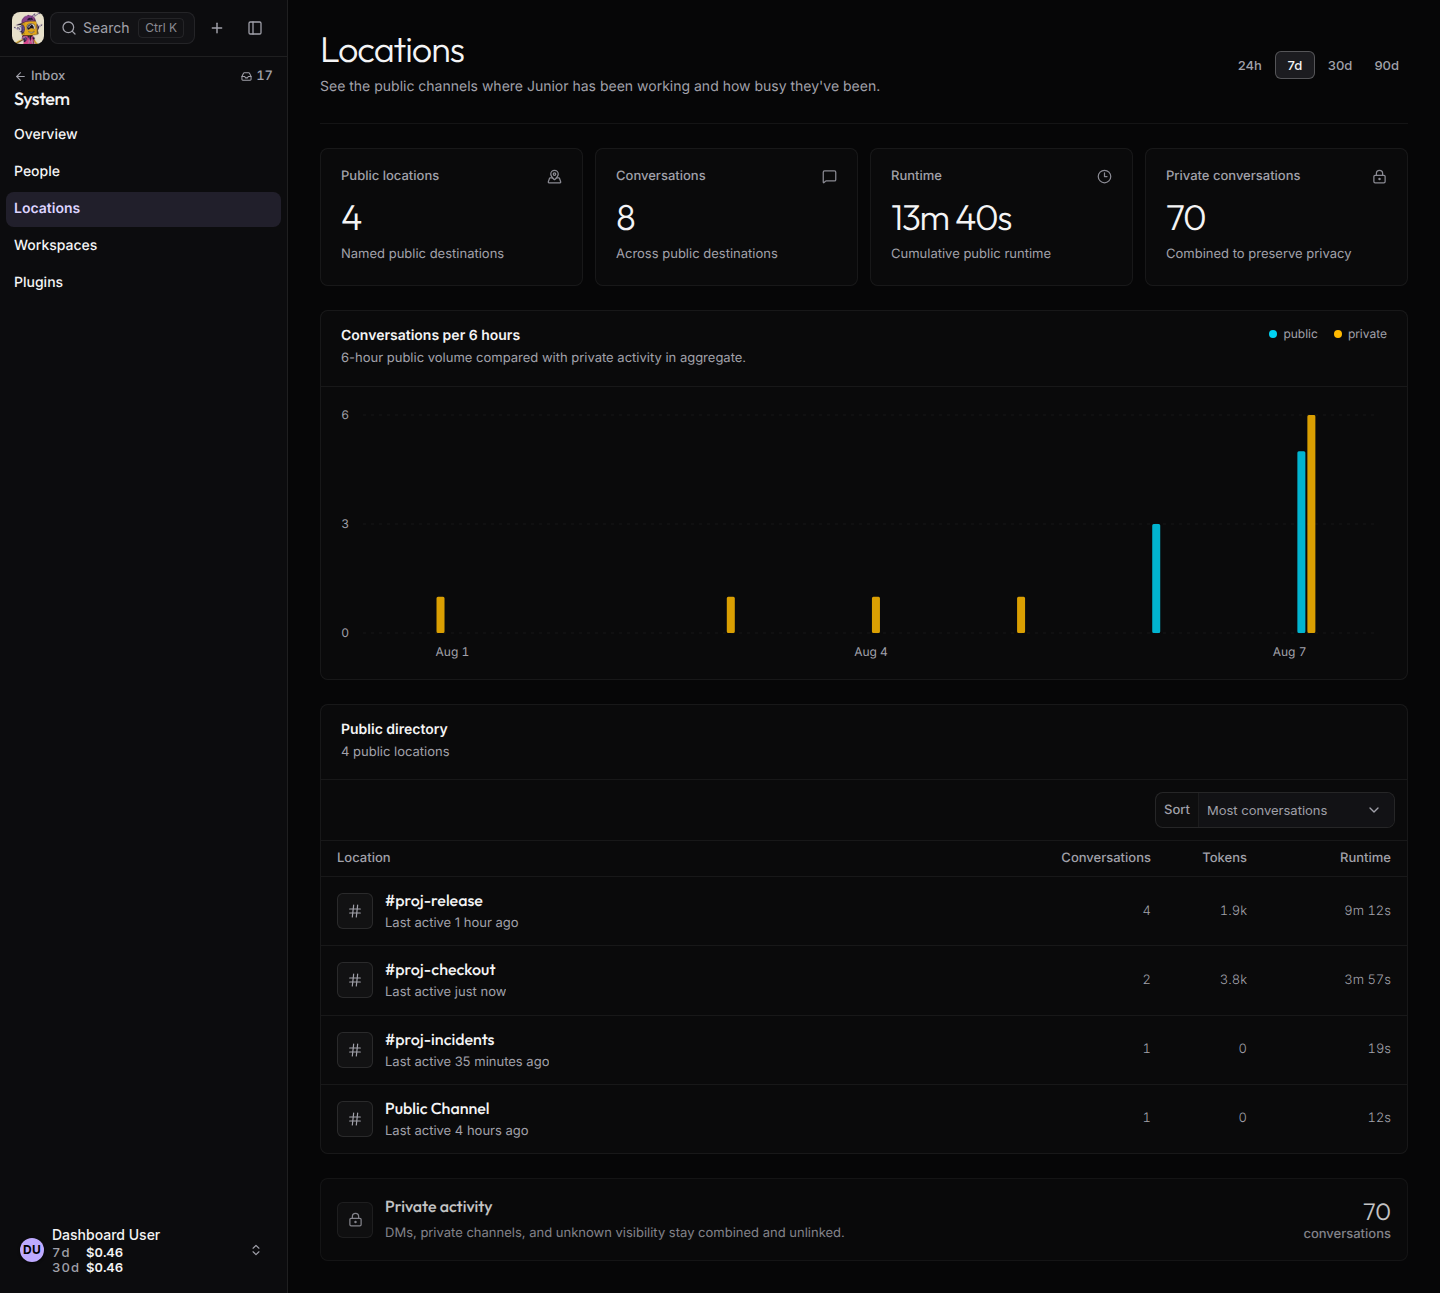 Search Ctrl K
Inbox 17
System
Overview
People
Locations
Workspaces
Plugins
Dashboard User
DU
7d $0.46
30d $0.46
Locations
See the public channels where Junior has been working and how busy they've been.
24h 7d 30d 90d
Public locations
4
Named public destinations
Conversations
8
Across public destinations
Runtime
13m 40s
Cumulative public runtime
Private conversations
70
Combined to preserve privacy
Conversations per 6 hours
6-hour public volume compared with private activity in aggregate.
public private
6
3
0
Aug 1 Aug 4 Aug 7
Public directory
4 public locations
Sort Most conversations
Location Conversations Tokens Runtime
#proj-release
Last active 1 hour ago
4 1.9k 9m 12s
#proj-checkout
Last active just now
2 3.8k 3m 57s
#proj-incidents
Last active 35 minutes ago
1 0 19s
Public Channel
Last active 4 hours ago
1 0 12s
Private activity
DMs, private channels, and unknown visibility stay combined and unlinked.
70
conversations